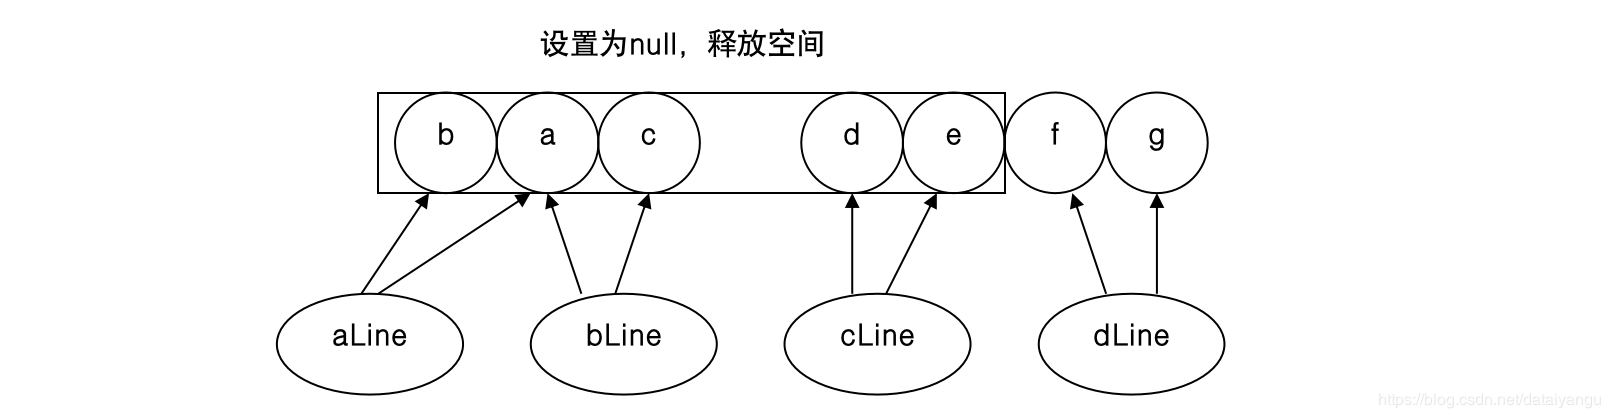 设置为null，释放空间
b a c d e f g
aLine bLine cLine dLine
https://blog.csdn.net/dataiyangu